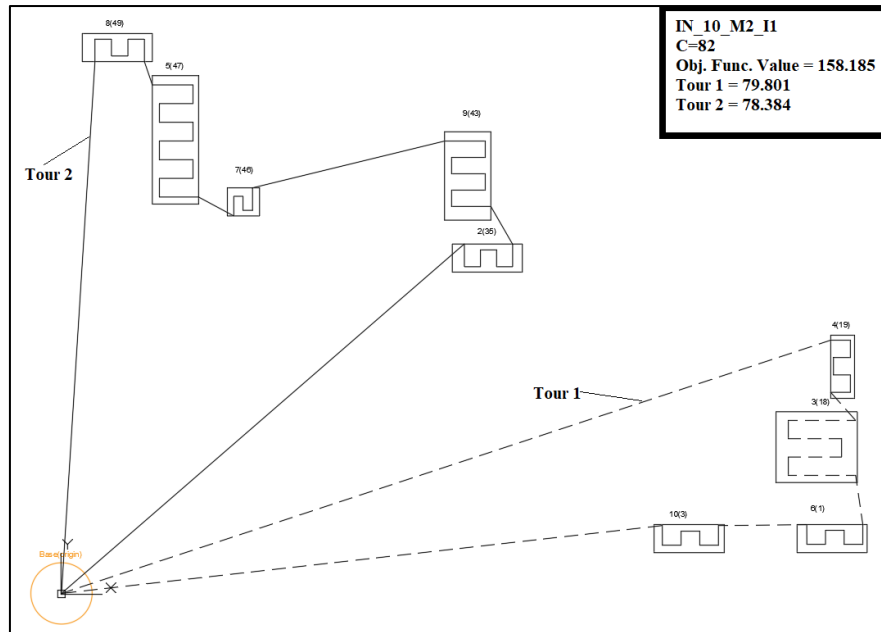 8(49)
IN_10_M2_I1
C=82
Obj. Func. Value = 158.185
Tour 1 = 79.801
Tour 2 = 78.384
5(47)
9(43)
Tour 2
7(46)
2(35)
4(19)
Tour 1
3(18)
10(3)
6(1)
Y
Base(origin)
X